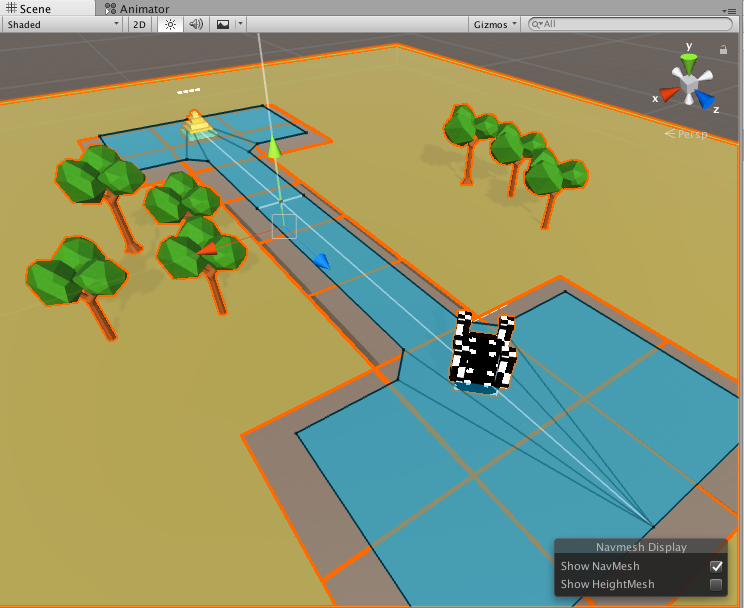 Scene Animator
Shaded 2D Gizmos All
y
x
z
Persp
Navmesh Display
Show NavMesh
Show HeightMesh